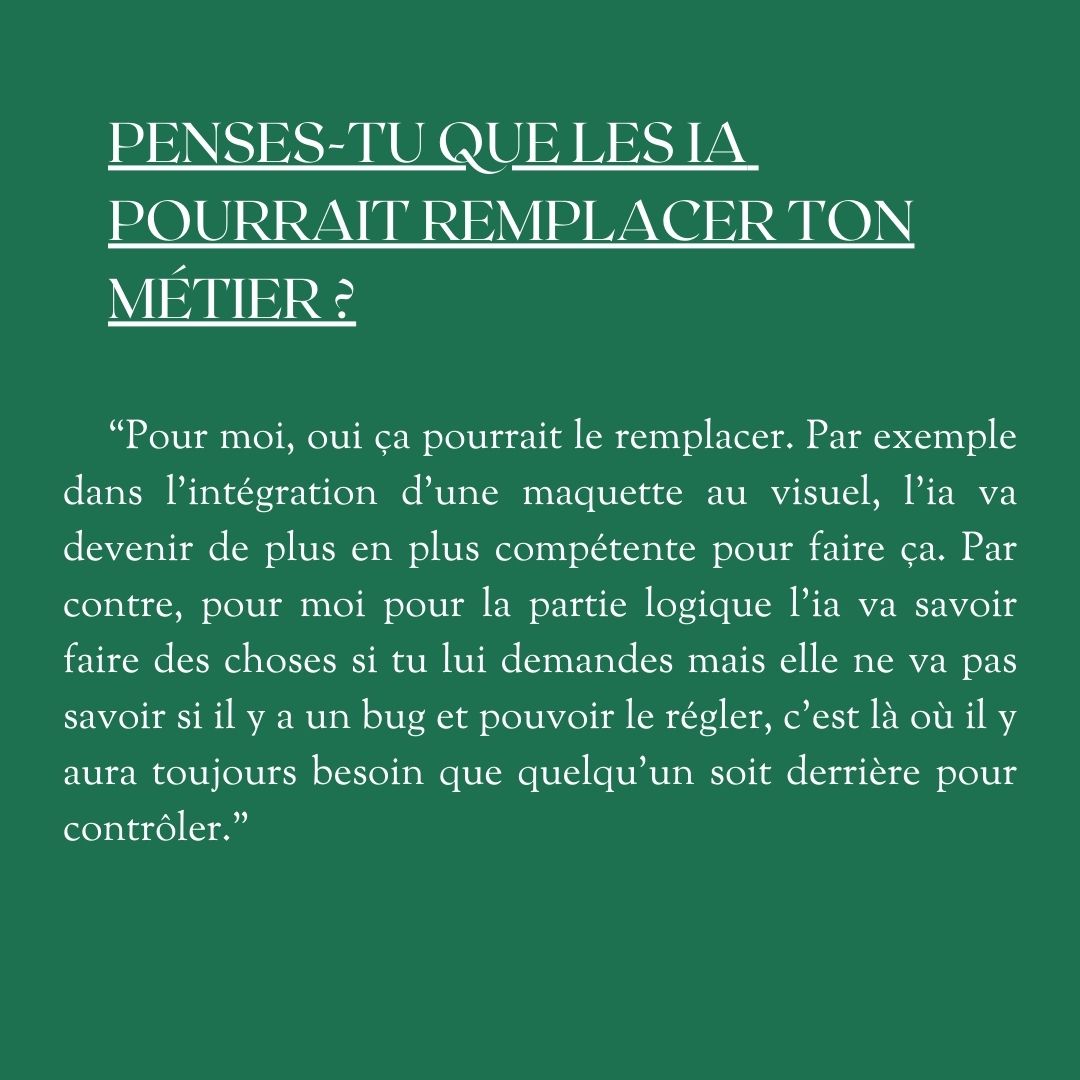 PENSES-TU QUE LES IA
POURRAIT REMPLACER TON
MÉTIER ?
“Pour moi, oui ça pourrait le remplacer. Par exemple
dans l’intégration d’une maquette au visuel, l’ia va
devenir de plus en plus compétente pour faire ça. Par
contre, pour moi pour la partie logique l’ia va savoir
faire des choses si tu lui demandes mais elle ne va pas
savoir si il y a un bug et pouvoir le régler, c’est là où il y
aura toujours besoin que quelqu’un soit derrière pour
contrôler.”